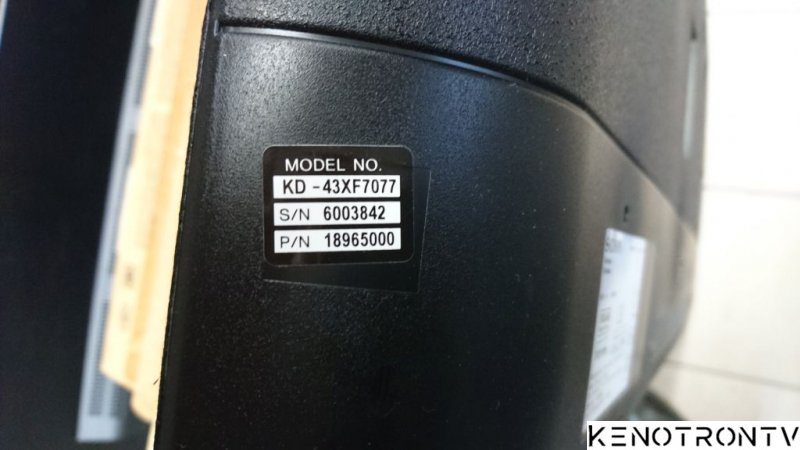 MODEL NO.
KD -43XF7077
S/N 6003842
P/N 18965000
KENOTRONTV